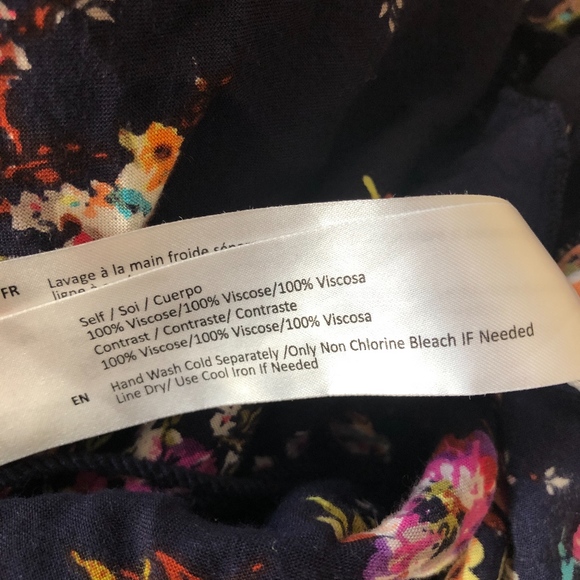 FR Lavage à la main froide
Self / Soi / Cuerpo
100% Viscose/100% Viscose/100% Viscosa
Contrast / Contraste/ Contraste
100% Viscose/100% Viscose/100% Viscosa
EN Hand Wash Cold Separately /Only Non Chlorine Bleach IF Needed
Line Dry/ Use Cool Iron If Needed